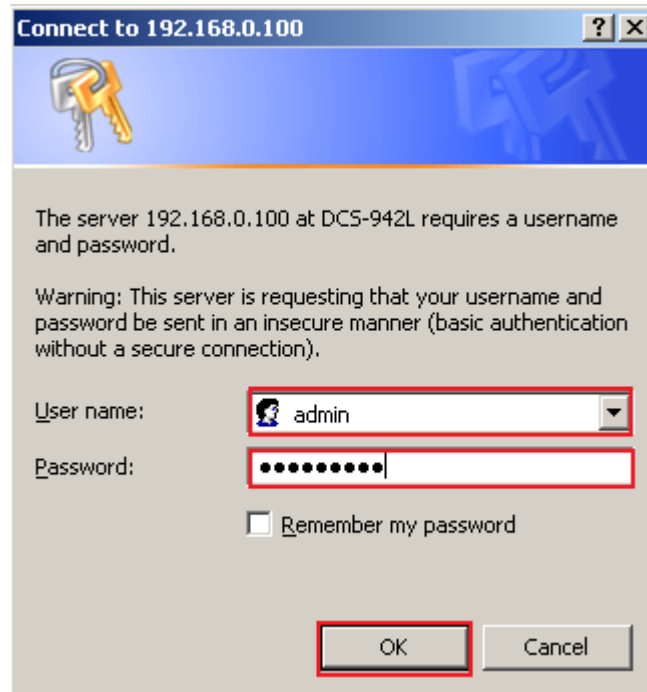 Connect to 192.168.0.100
The server 192.168.0.100 at DCS-942L requires a username
and password.
Warning: This server is requesting that your username and
password be sent in an insecure manner (basic authentication
without a secure connection).
User name:
admin
Password:
●●●●●●●●●
Remember my password
OK
Cancel